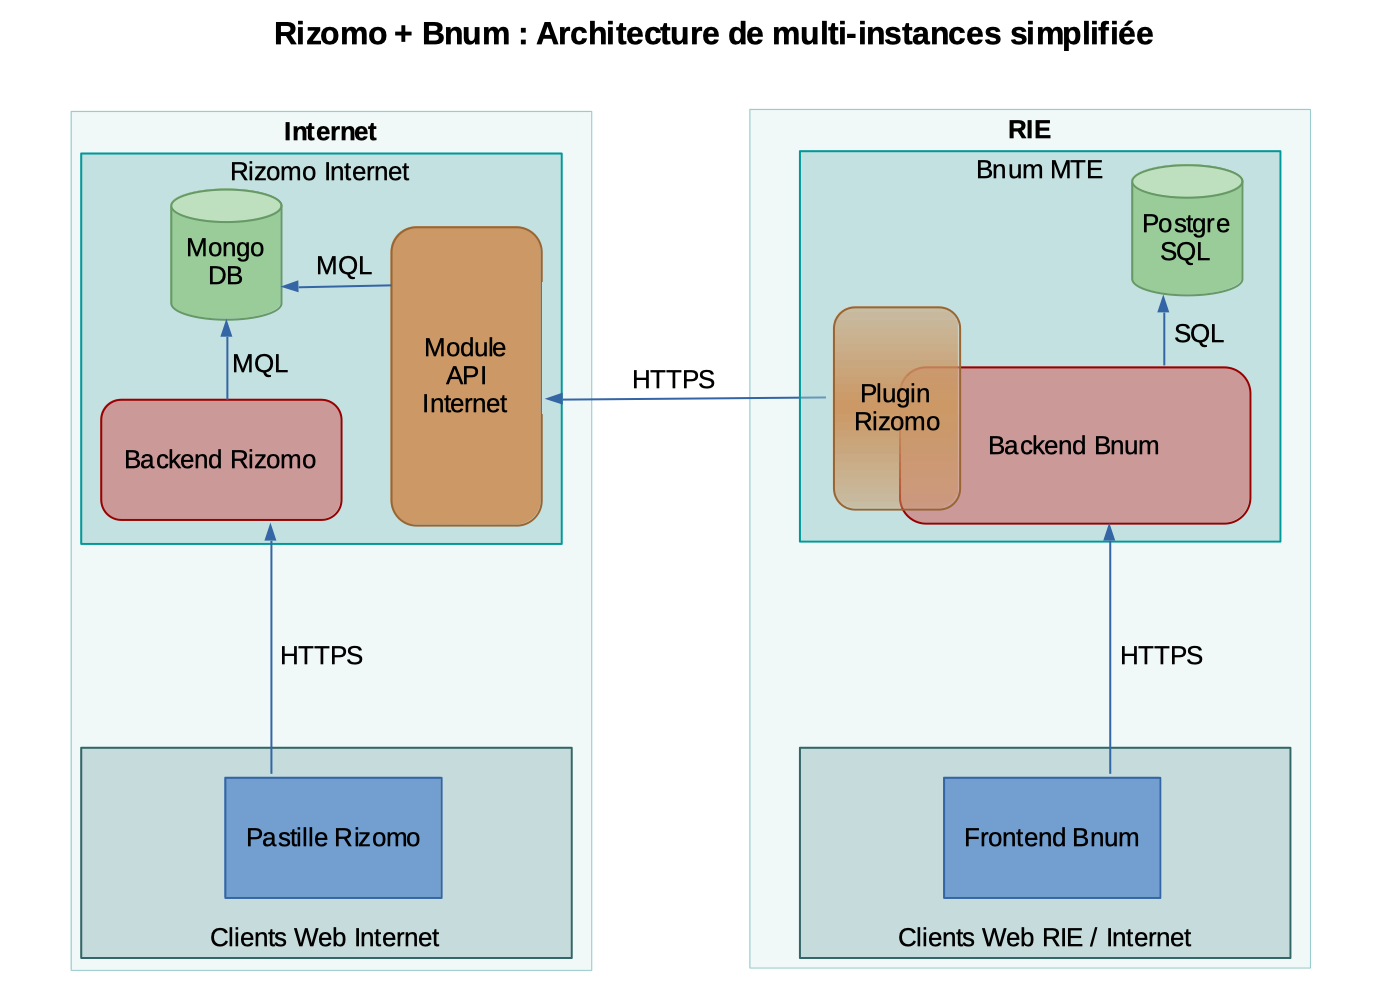 Rizomo + Bnum : Architecture de multi-instances simplifiée
Internet
Rizomo Internet
Mongo
DB
MQL
MQL
Module
API
Internet
Backend Rizomo
HTTPS
Pastille Rizomo
Clients Web Internet
HTTPS
RIE
Bnum MTE
Postgre
SQL
SQL
Plugin
Rizomo
Backend Bnum
HTTPS
Frontend Bnum
Clients Web RIE / Internet